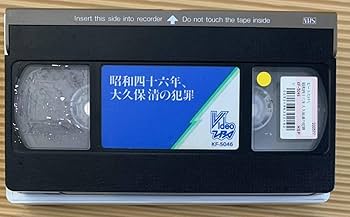 Insert this side into recorder
Do not touch the tape inside
VHS
昭和四十六年、
大久保清の犯罪
Video
KF-5046